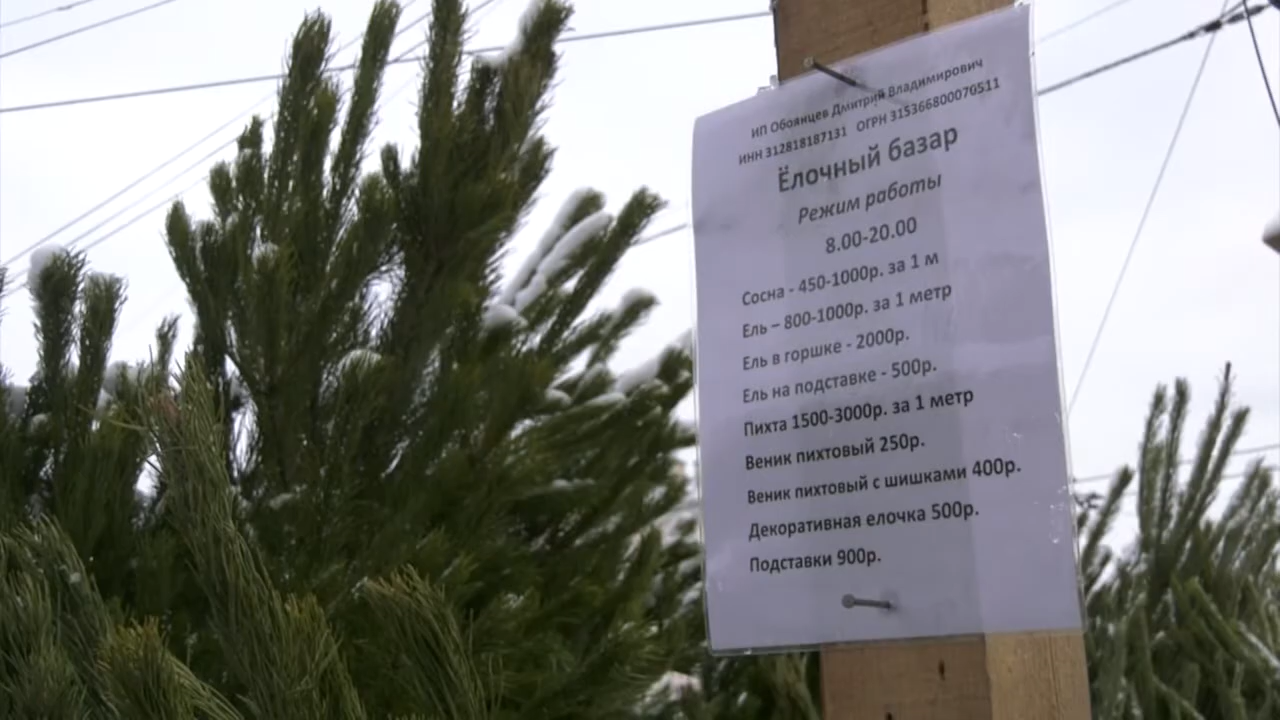 ИП Обоянцев Дмитрий Владимирович
ИНН 312818187131 ОГРН 315366800070511
Ёлочный базар
Режим работы
8.00-20.00
Сосна - 450-1000р. за 1 м
Ель – 800-1000р. за 1 метр
Ель в горшке - 2000р.
Ель на подставке - 500р.
Пихта 1500-3000р. за 1 метр
Веник пихтовый 250р.
Веник пихтовый с шишками 400р.
Декоративная елочка 500р.
Подставки 900р.